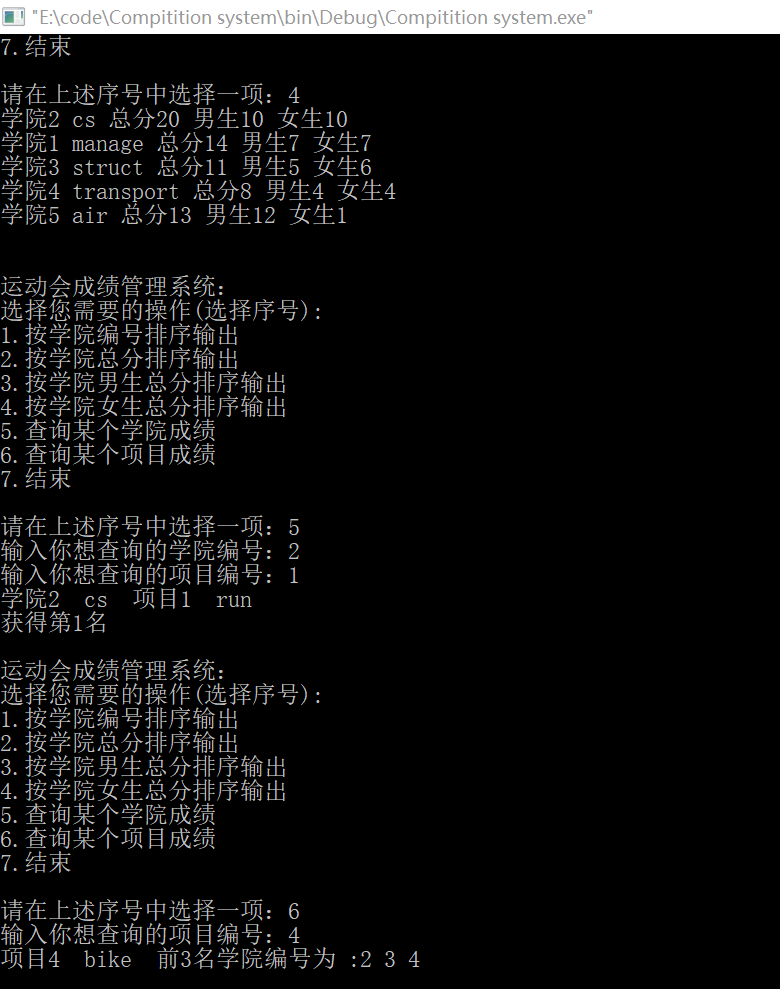 "E:\code\Compitition system\bin\Debug\Compitition system.exe"
7.结束
请在上述序号中选择一项：4
学院2 cs 总分20 男生10 女生10
学院1 manage 总分14 男生7 女生7
学院3 struct 总分11 男生5 女生6
学院4 transport 总分8 男生4 女生4
学院5 air 总分13 男生12 女生1
运动会成绩管理系统：
选择您需要的操作(选择序号)：
1.按学院编号排序输出
2.按学院总分排序输出
3.按学院男生总分排序输出
4.按学院女生总分排序输出
5.查询某个学院成绩
6.查询某个项目成绩
7.结束
请在上述序号中选择一项：5
输入你想查询的学院编号：2
输入你想查询的项目编号：1
学院2  cs  项目1  run
获得第1名
运动会成绩管理系统：
选择您需要的操作(选择序号)：
1.按学院编号排序输出
2.按学院总分排序输出
3.按学院男生总分排序输出
4.按学院女生总分排序输出
5.查询某个学院成绩
6.查询某个项目成绩
7.结束
请在上述序号中选择一项：6
输入你想查询的项目编号：4
项目4  bike  前3名学院编号为 :2 3 4